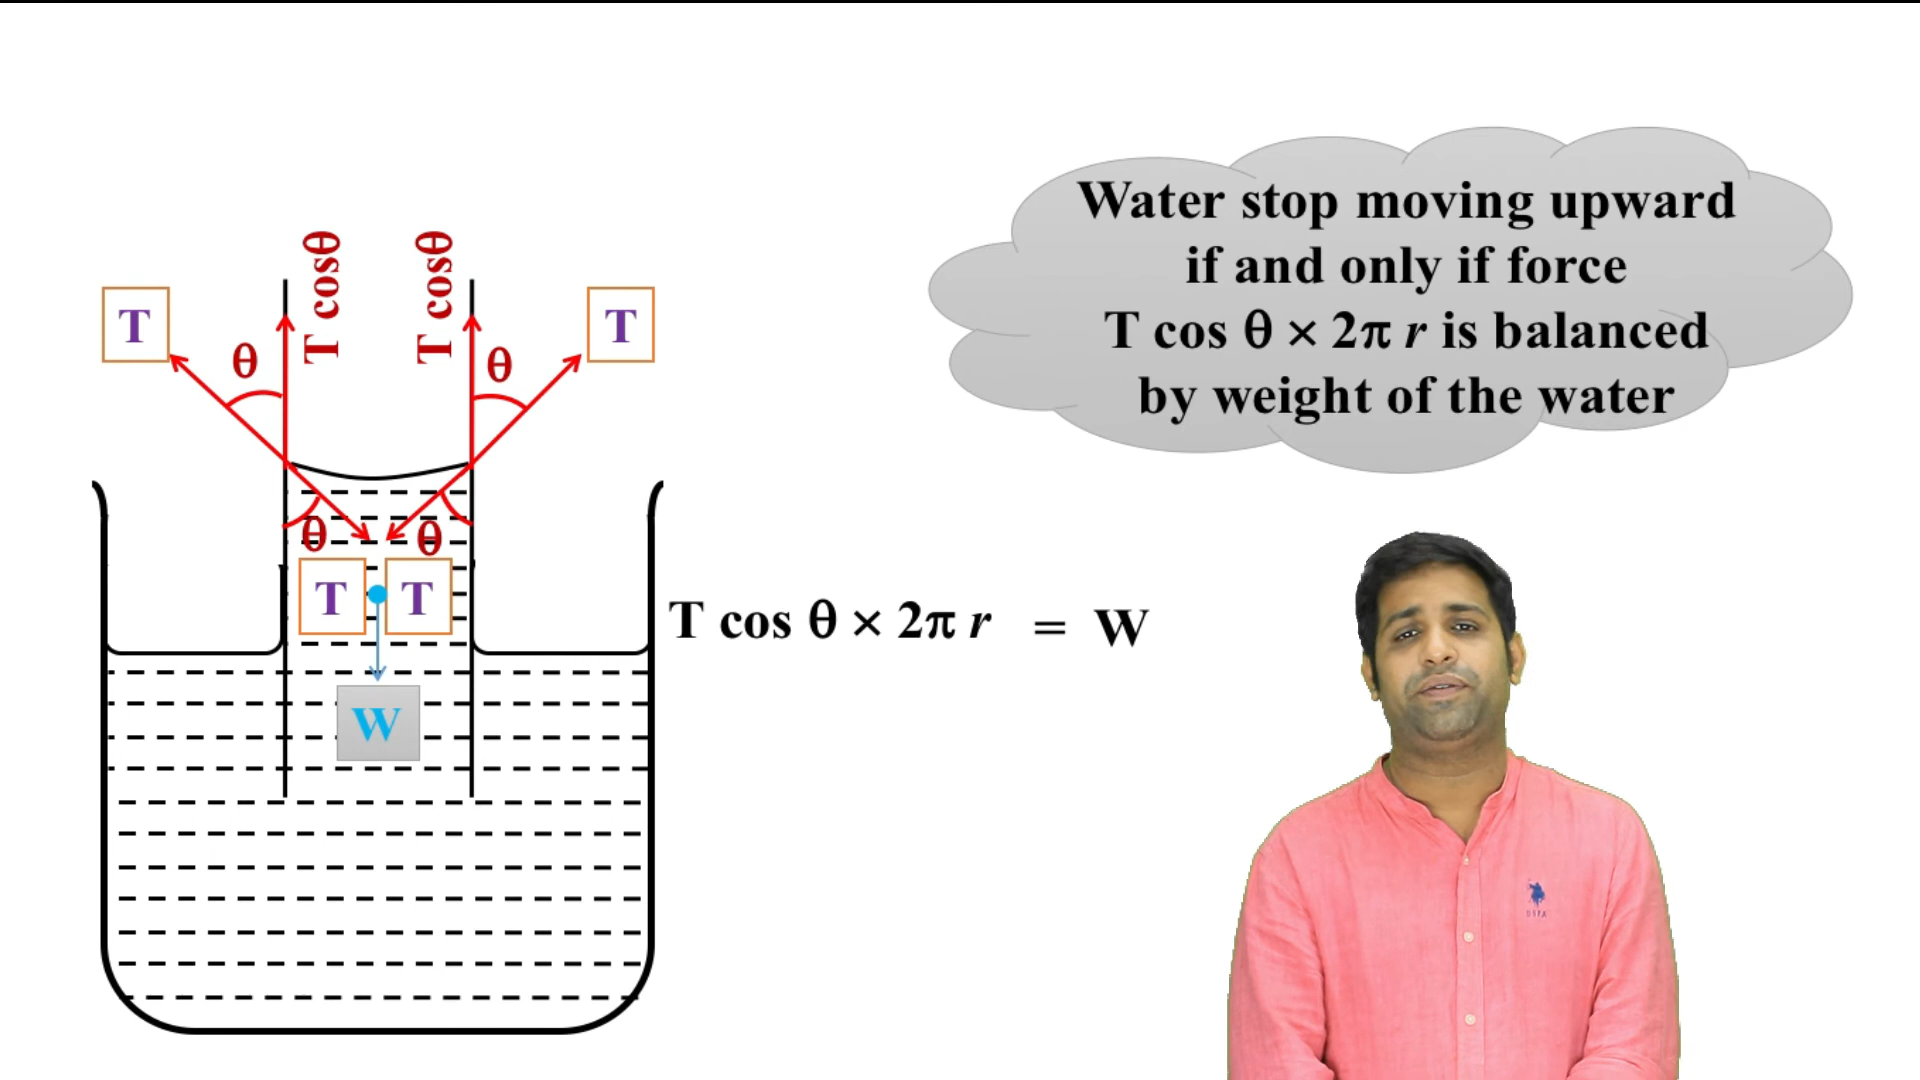 Water stop moving upward
if and only if force
T cos θ × 2π r is balanced
by weight of the water
T cosθ
T cosθ
T
T
θ
θ
θ
θ
T
T
W
T cos θ × 2π r = W